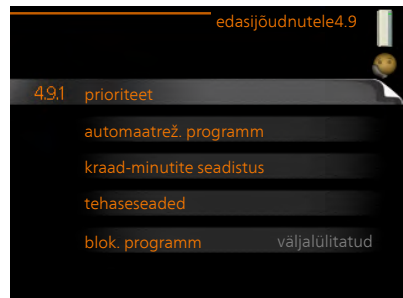 edasijõudnutele4.9
4.9.1 prioriteet
automaatrež. programm
kraad-minutite seadistus
tehaseseaded
blok. programm väljalülitatud